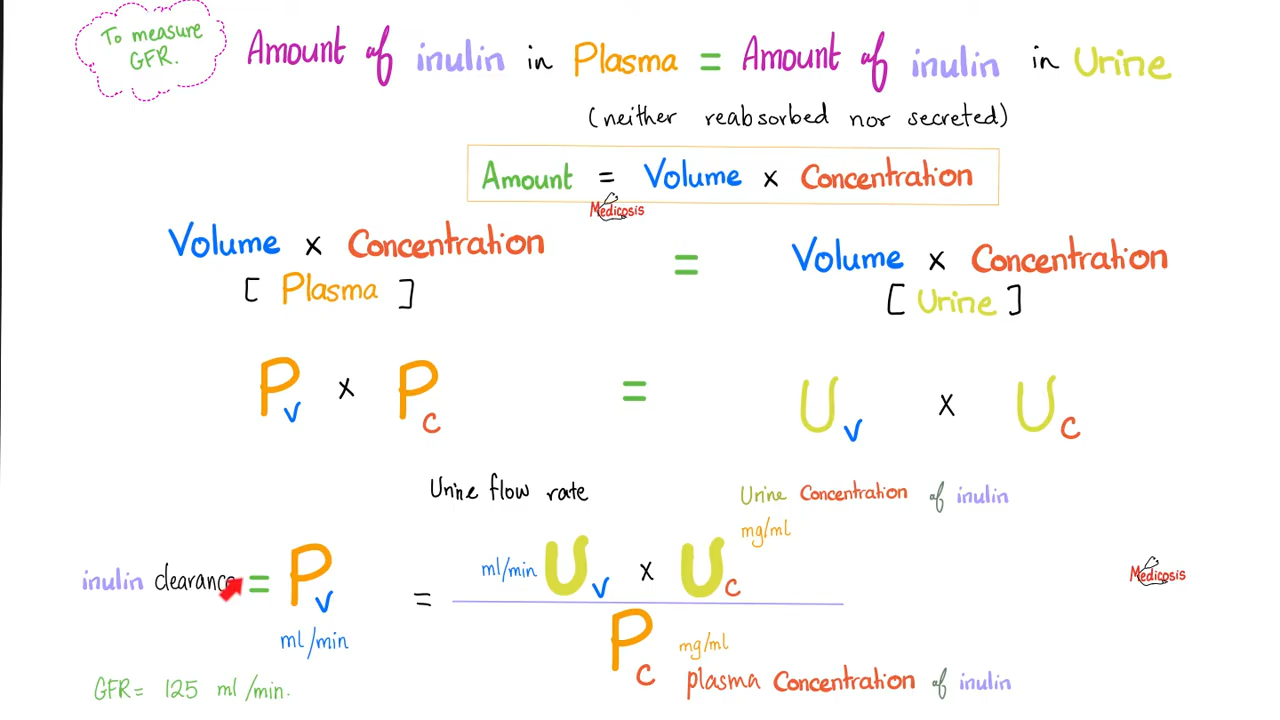 To measure
GFR.
Amount of inulin in Plasma = Amount of inulin in Urine
(neither reabsorbed nor secreted)
Amount = Volume x Concentration
Medicosis
Volume x Concentration = Volume x Concentration
[ Plasma ] [ Urine ]
Pv x Pc = Uv x Uc
Urine flow rate Urine Concentration of inulin
mg/ml
inulin clearance = Pv = ml/min Uv x Uc
Medicosis
ml/min Pc mg/ml
GFR= 125 ml/min. plasma Concentration of inulin